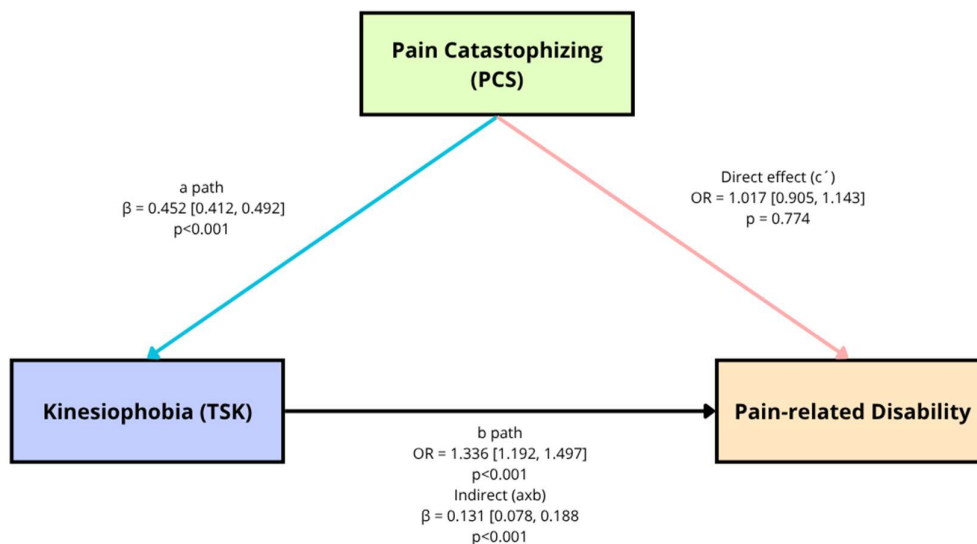 Pain Catastophizing
(PCS)
a path
β = 0.452 [0.412, 0.492]
p<0.001
Direct effect (c´)
OR = 1.017 [0.905, 1.143]
p = 0.774
Kinesiophobia (TSK)
Pain-related Disability
b path
OR = 1.336 [1.192, 1.497]
p<0.001
Indirect (axb)
β = 0.131 [0.078, 0.188
p<0.001